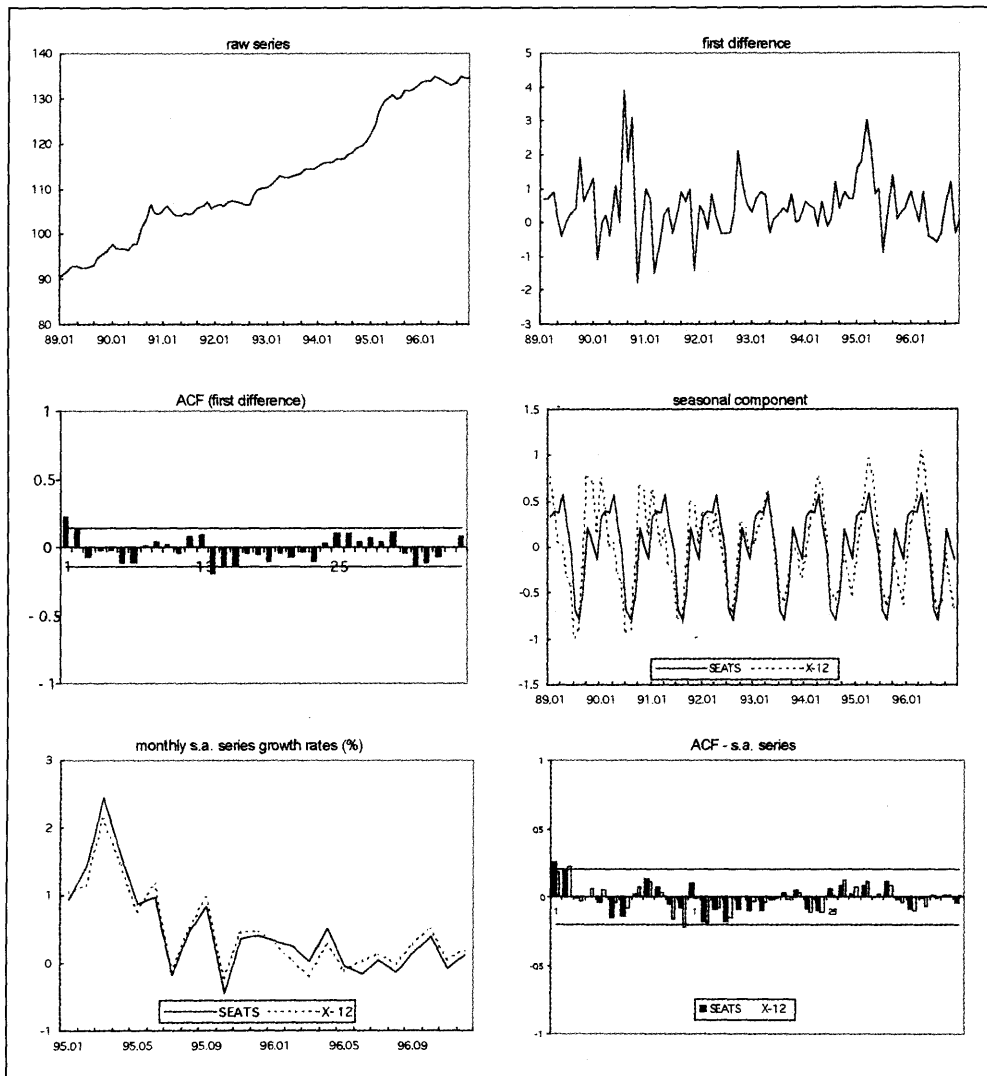 raw series
140
130
120
110
100
90
80
89.01 90.01 91.01 92.01 93.01 94.01 95.01 96.01
first difference
5
4
3
2
1
0
-1
-2
-3
89.01 90.01 91.01 92.01 93.01 94.01 95.01 96.01
ACF (first difference)
1
0.5
0
-0.5
-1
1 13 25
seasonal component
1.5
1
0.5
0
-0.5
-1
-1.5
SEATS X-12
89.01 90.01 91.01 92.01 93.01 94.01 95.01 96.01
monthly s.a. series growth rates (%)
3
2
1
0
-1
SEATS X-12
95.01 95.05 95.09 96.01 96.05 96.09
ACF - s.a. series
1
0.5
0
-0.5
-1
1 1 25
SEATS X-12